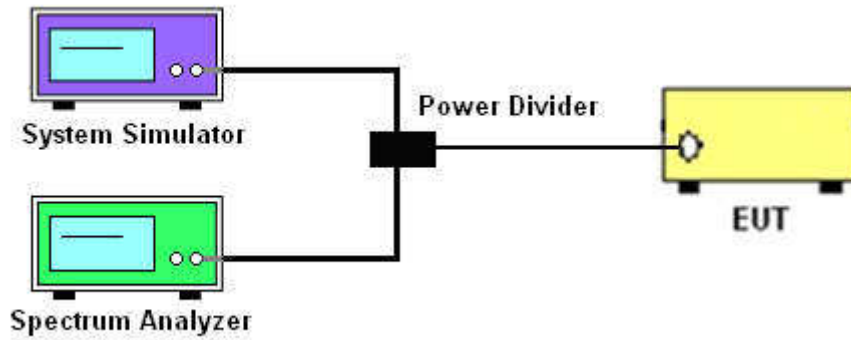 System Simulator
Power Divider
EUT
Spectrum Analyzer